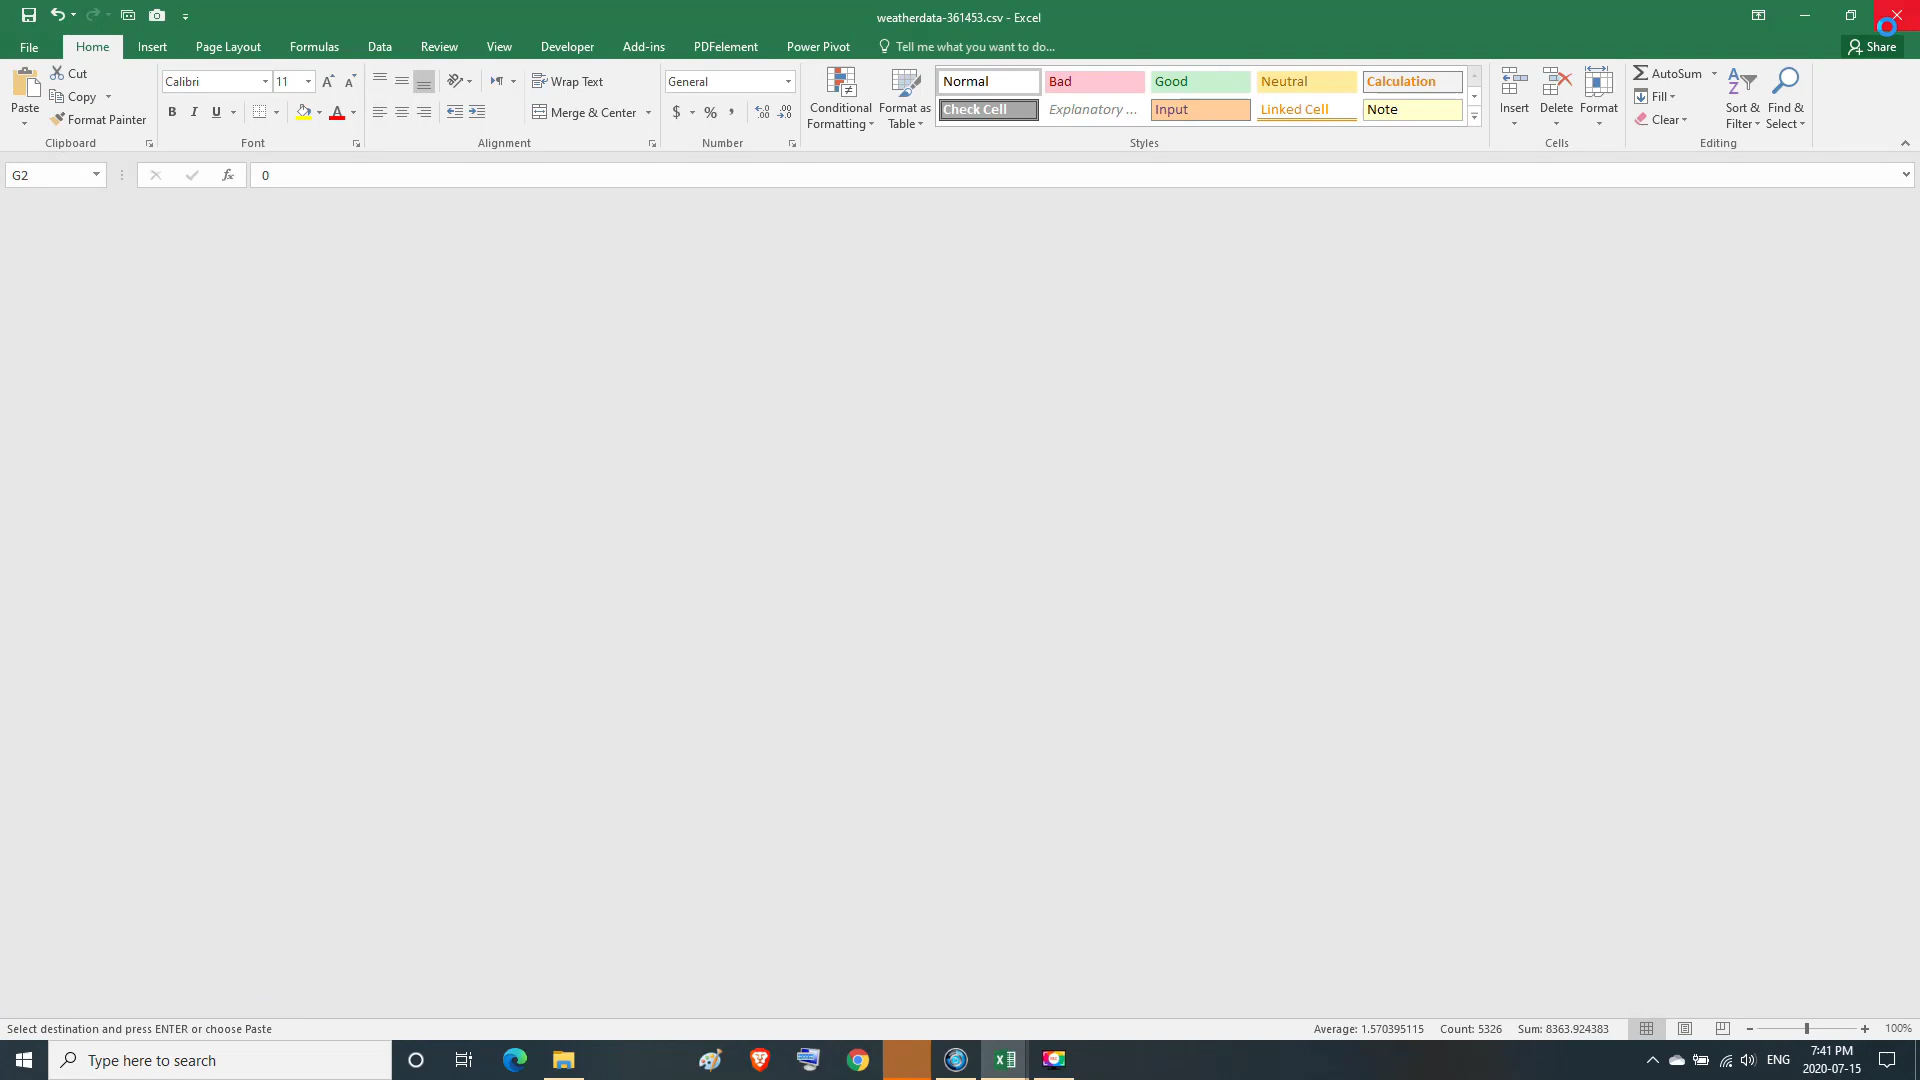 weatherdata-361453.csv - Excel
File Home Insert Page Layout Formulas Data Review View Developer Add-ins PDFelement Power Pivot Tell me what you want to do... Share
Paste Cut Copy Format Painter
Calibri 11
B I U A
Wrap Text
Merge & Center
General
$ % ,
Conditional Formatting
Format as Table
Normal Bad Good Neutral Calculation
Check Cell Explanatory ... Input Linked Cell Note
Insert Delete Format
AutoSum
Fill
Clear
Sort & Filter
Find & Select
Clipboard Font Alignment Number Styles Cells Editing
G2 fx 0
Select destination and press ENTER or choose Paste Average: 1.570395115 Count: 5326 Sum: 8363.924383 100%
Type here to search ENG 7:41 PM
2020-07-15